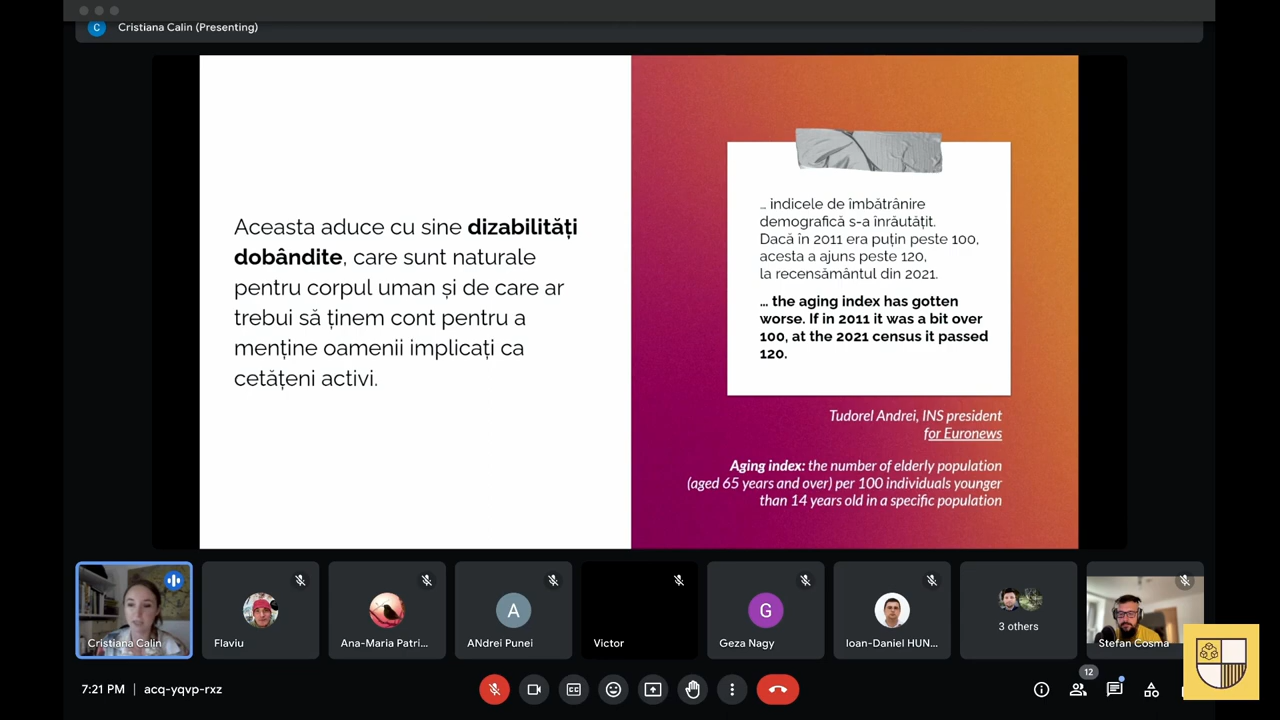 Cristiana Calin (Presenting)
C
Aceasta aduce cu sine dizabilități
dobândite, care sunt naturale
pentru corpul uman și de care ar
trebui să ținem cont pentru a
menține oamenii implicați ca
cetățeni activi.
… indicele de îmbătrânire
demografică s-a înrăutățit.
Dacă în 2011 era puțin peste 100,
acesta a ajuns peste 120,
la recensământul din 2021.
… the aging index has gotten
worse. If in 2011 it was a bit over
100, at the 2021 census it passed
120.
Tudorel Andrei, INS president
for Euronews
Aging index: the number of elderly population
(aged 65 years and over) per 100 individuals younger
than 14 years old in a specific population
Cristiana Calin
Flaviu
Ana-Maria Patri...
A
ANdrei Punei
Victor
G
Geza Nagy
Ioan-Daniel HUN...
3 others
Stefan Cosma
7:21 PM | acq-yqvp-rxz
12